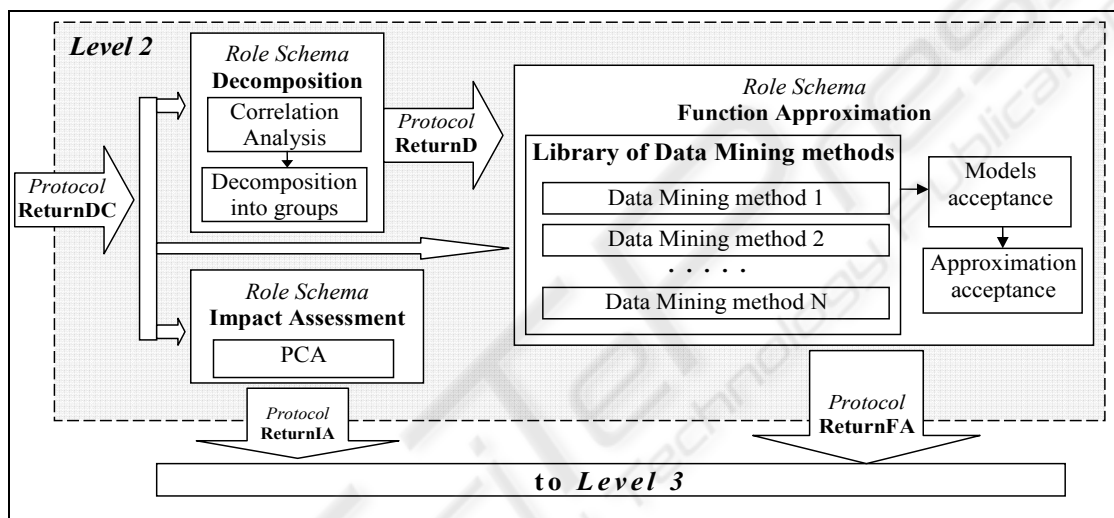 Level 2
Role Schema
Decomposition
Correlation
Analysis
Decomposition
into groups
Protocol
ReturnDC
Protocol
ReturnD
Role Schema
Function Approximation
Library of Data Mining methods
Data Mining method 1
Data Mining method 2
. . . . .
Data Mining method N
Models
acceptance
Approximation
acceptance
Role Schema
Impact Assessment
PCA
Protocol
ReturnIA
Protocol
ReturnFA
to Level 3